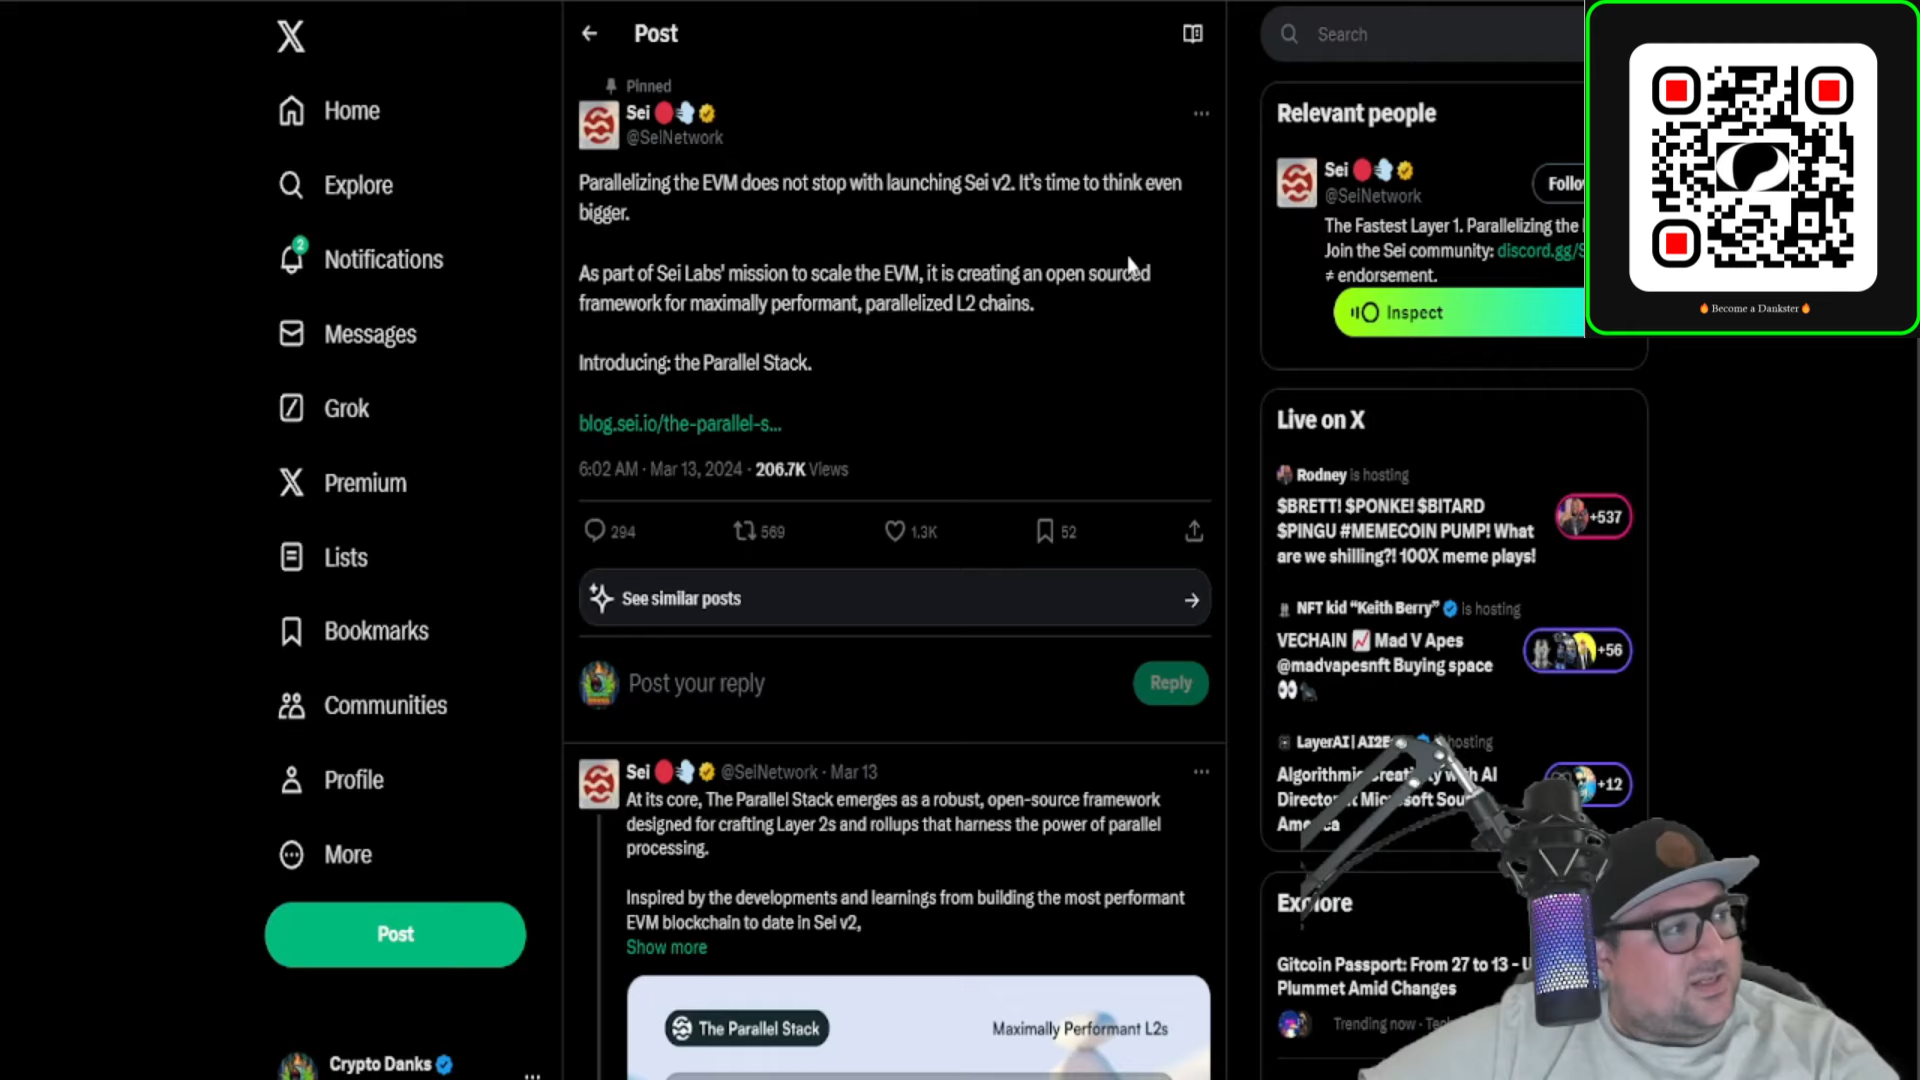 Home
Explore
2
Notifications
Messages
Grok
Premium
Lists
Bookmarks
Communities
Profile
More
Post
Crypto Danks
Post
Pinned
Sei
@SeiNetwork
Parallelizing the EVM does not stop with launching Sei v2. It's time to think even
bigger.
As part of Sei Labs' mission to scale the EVM, it is creating an open sourced
framework for maximally performant, parallelized L2 chains.
Introducing: the Parallel Stack.
blog.sei.io/the-parallel-s...
6:02 AM · Mar 13, 2024 · 206.7K Views
294
569
1.3K
52
See similar posts
Post your reply
Reply
Sei @SeiNetwork · Mar 13
At its core, The Parallel Stack emerges as a robust, open-source framework
designed for crafting Layer 2s and rollups that harness the power of parallel
processing.
Inspired by the developments and learnings from building the most performant
EVM blockchain to date in Sei v2,
Show more
The Parallel Stack
Maximally Performant L2s
Search
Relevant people
Sei
@SeiNetwork
The Fastest Layer 1. Parallelizing the
Join the Sei community: discord.gg/
≠ endorsement.
Inspect
Become a Dankster
Live on X
Rodney is hosting
$BRETT! $PONKE! $BITARD
$PINGU #MEMECOIN PUMP! What
are we shilling?! 100X meme plays!
+537
NFT kid "Keith Berry" is hosting
VECHAIN Mad V Apes
@madvapesnft Buying space
+56
LayerAI | hosting
with AI
+12
Explore
Gitcoin Passport: From 27 to 13 -
Plummet Amid Changes
Trending now ·